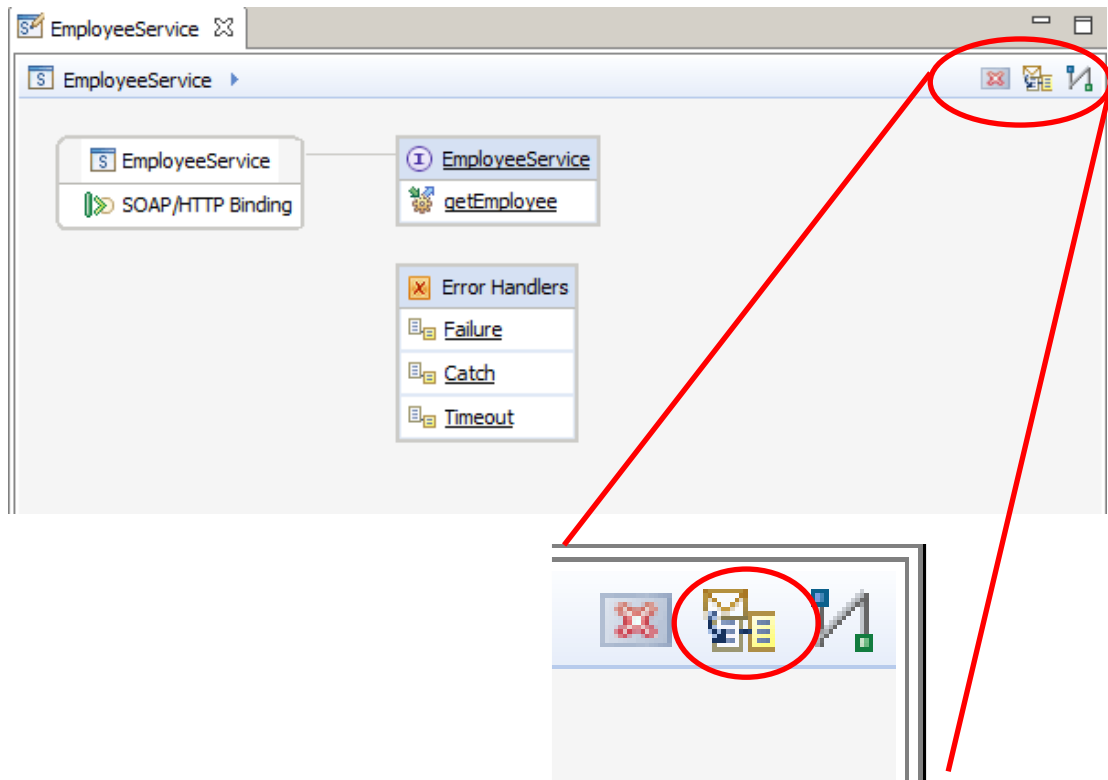 EmployeeService
EmployeeService
EmployeeService
SOAP/HTTP Binding
EmployeeService
getEmployee
Error Handlers
Failure
Catch
Timeout